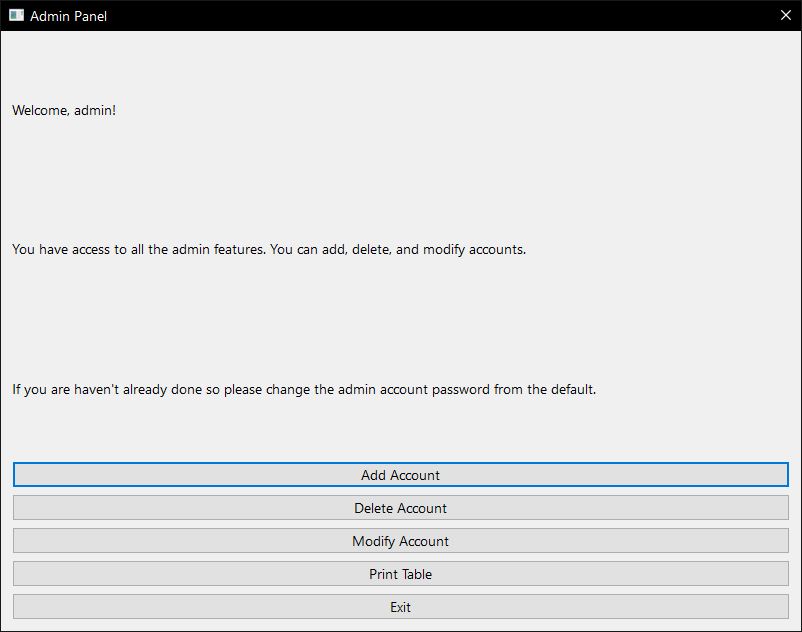 Admin Panel
Welcome, admin!
You have access to all the admin features. You can add, delete, and modify accounts.
If you are haven't already done so please change the admin account password from the default.
Add Account
Delete Account
Modify Account
Print Table
Exit